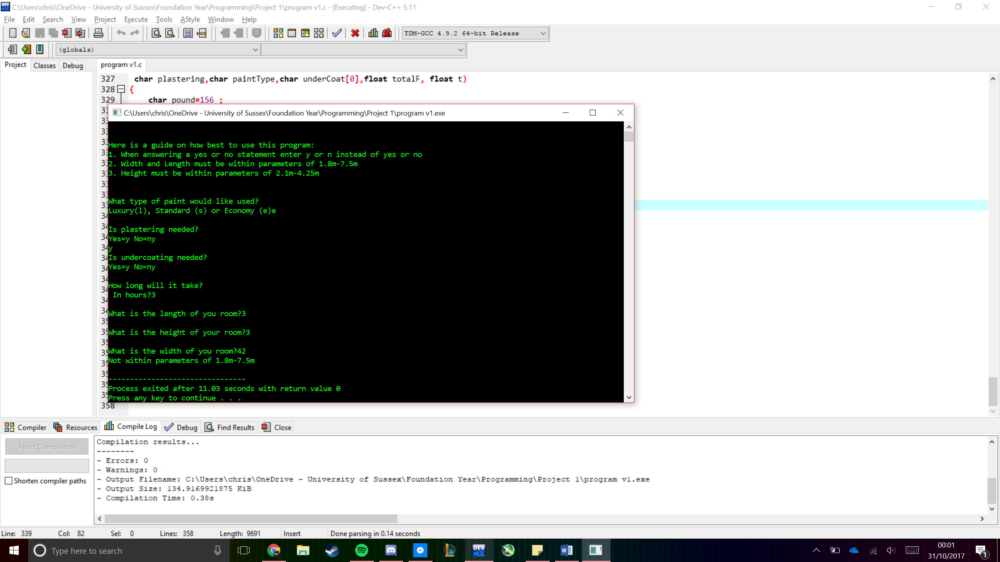 C:\Users\chris\OneDrive - University of Sussex\Foundation Year\Programming\Project 1\program v1.c - [Executing] - Dev-C++ 5.11
File Edit Search View Project Execute Tools AStyle Window Help
TDM-GCC 4.9.2 64-bit Release
(globals)
Project Classes Debug
program v1.c
327 char plastering,char paintType,char underCoat[0],float totalF, float t)
328 {
329 char pound=156 ;
C:\Users\chris\OneDrive - University of Sussex\Foundation Year\Programming\Project 1\program v1.exe
Here is a guide on how best to use this program:
1. When answering a yes or no statement enter y or n instead of yes or no
2. Width and Length must be within parameters of 1.8m-7.5m
3. Height must be within parameters of 2.1m-4.25m
What type of paint would like used?
Luxury(l), Standard (s) or Economy (e)e
Is plastering needed?
Yes=y No=ny
y
Is undercoating needed?
Yes=y No=ny
How long will it take?
In hours?3
What is the length of you room?3
What is the height of your room?3
What is the width of you room?42
Not within parameters of 1.8m-7.5m
--------------------------------
Process exited after 11.03 seconds with return value 0
Press any key to continue . . .
358
Compiler Resources Compile Log Debug Find Results Close
Abort Compilation
Shorten compiler paths
Compilation results...
--------
- Errors: 0
- Warnings: 0
- Output Filename: C:\Users\chris\OneDrive - University of Sussex\Foundation Year\Programming\Project 1\program v1.exe
- Output Size: 134.9169921875 KiB
- Compilation Time: 0.38s
Line: 339 Col: 82 Sel: 0 Lines: 358 Length: 9691 Insert Done parsing in 0.14 seconds
Type here to search
DEV C++
00:01
31/10/2017
1